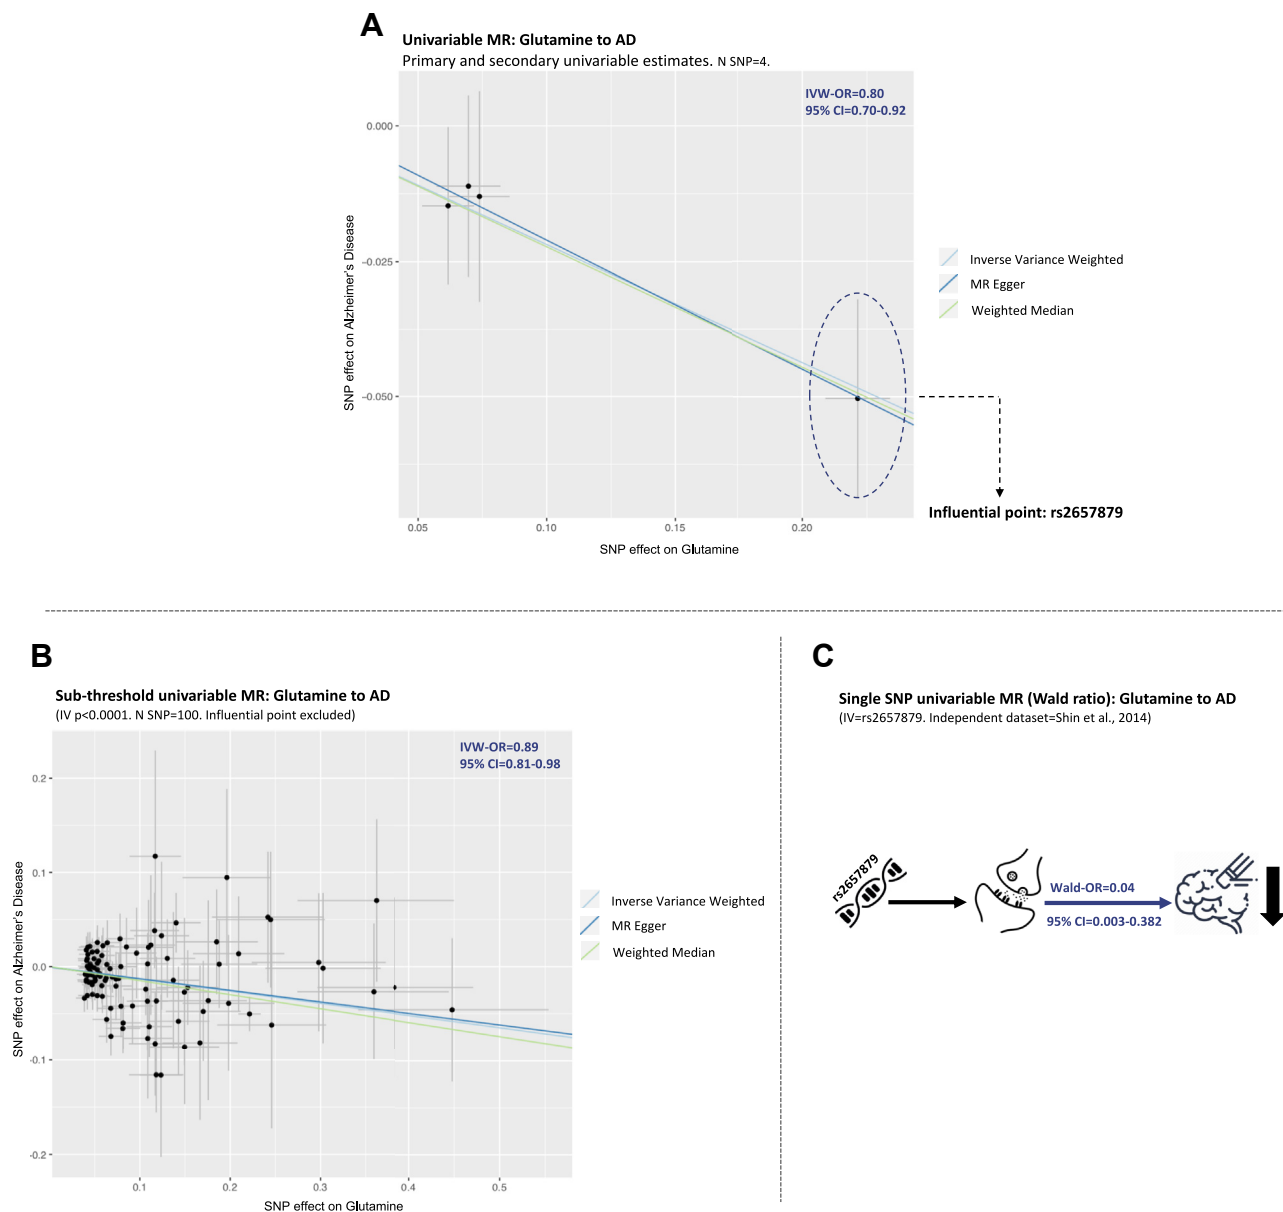 A
Univariable MR: Glutamine to AD
Primary and secondary univariable estimates. N SNP=4.
IVW-OR=0.80
95% CI=0.70-0.92
0.000
-0.025
-0.050
SNP effect on Alzheimer's Disease
0.05
0.10
0.15
0.20
SNP effect on Glutamine
Inverse Variance Weighted
MR Egger
Weighted Median
Influential point: rs2657879
B
Sub-threshold univariable MR: Glutamine to AD
(IV p<0.0001. N SNP=100. Influential point excluded)
IVW-OR=0.89
95% CI=0.81-0.98
0.2
0.1
0.0
-0.1
-0.2
SNP effect on Alzheimer's Disease
0.1
0.2
0.3
0.4
0.5
SNP effect on Glutamine
Inverse Variance Weighted
MR Egger
Weighted Median
C
Single SNP univariable MR (Wald ratio): Glutamine to AD
(IV=rs2657879. Independent dataset=Shin et al., 2014)
rs2657879
Wald-OR=0.04
95% CI=0.003-0.382